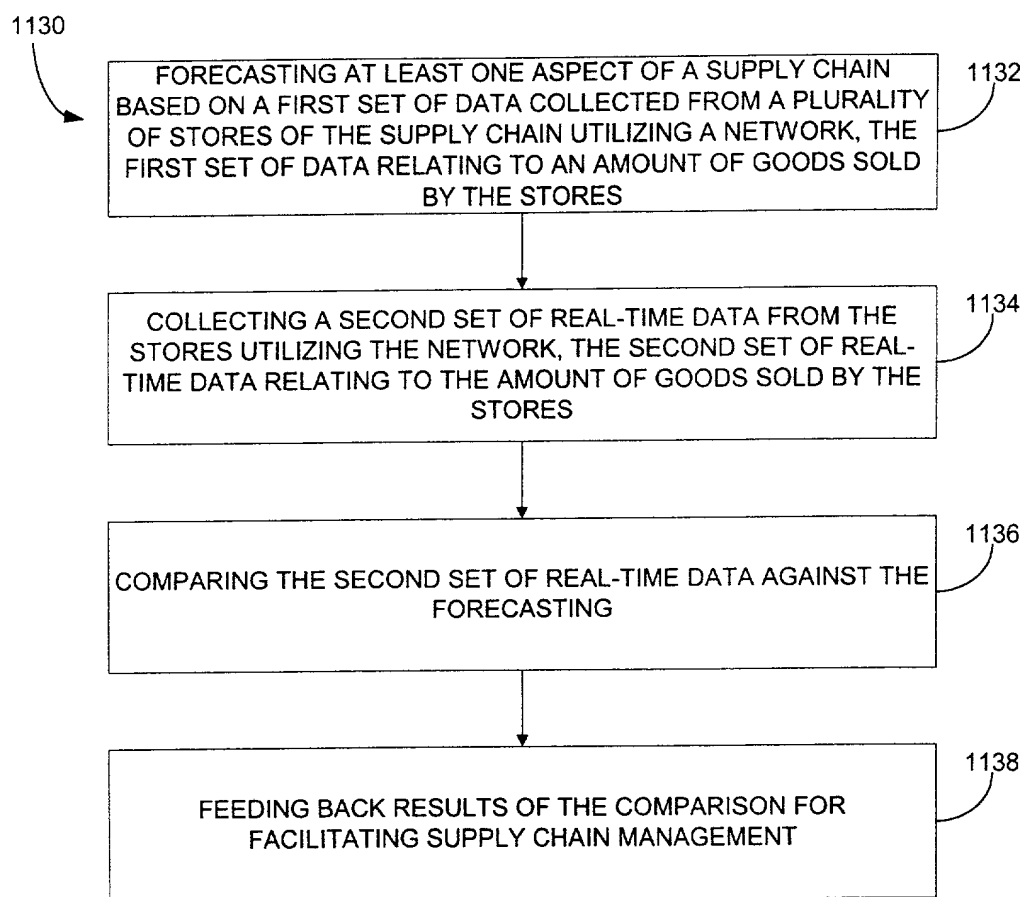 1130
FORECASTING AT LEAST ONE ASPECT OF A SUPPLY CHAIN
BASED ON A FIRST SET OF DATA COLLECTED FROM A PLURALITY
OF STORES OF THE SUPPLY CHAIN UTILIZING A NETWORK, THE
FIRST SET OF DATA RELATING TO AN AMOUNT OF GOODS SOLD
BY THE STORES
1132
COLLECTING A SECOND SET OF REAL-TIME DATA FROM THE
STORES UTILIZING THE NETWORK, THE SECOND SET OF REAL-
TIME DATA RELATING TO THE AMOUNT OF GOODS SOLD BY THE
STORES
1134
COMPARING THE SECOND SET OF REAL-TIME DATA AGAINST THE
FORECASTING
1136
FEEDING BACK RESULTS OF THE COMPARISON FOR
FACILITATING SUPPLY CHAIN MANAGEMENT
1138